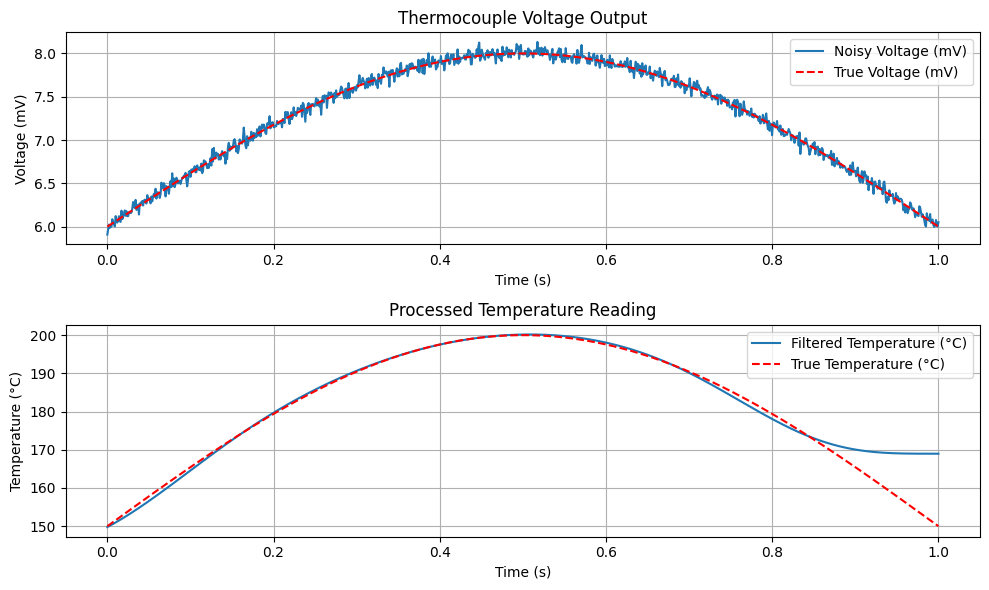 Thermocouple Voltage Output
Voltage (mV)
8.0
7.5
7.0
6.5
6.0
Noisy Voltage (mV)
True Voltage (mV)
0.0 0.2 0.4 0.6 0.8 1.0
Time (s)
Processed Temperature Reading
Temperature (°C)
200
190
180
170
160
150
Filtered Temperature (°C)
True Temperature (°C)
0.0 0.2 0.4 0.6 0.8 1.0
Time (s)